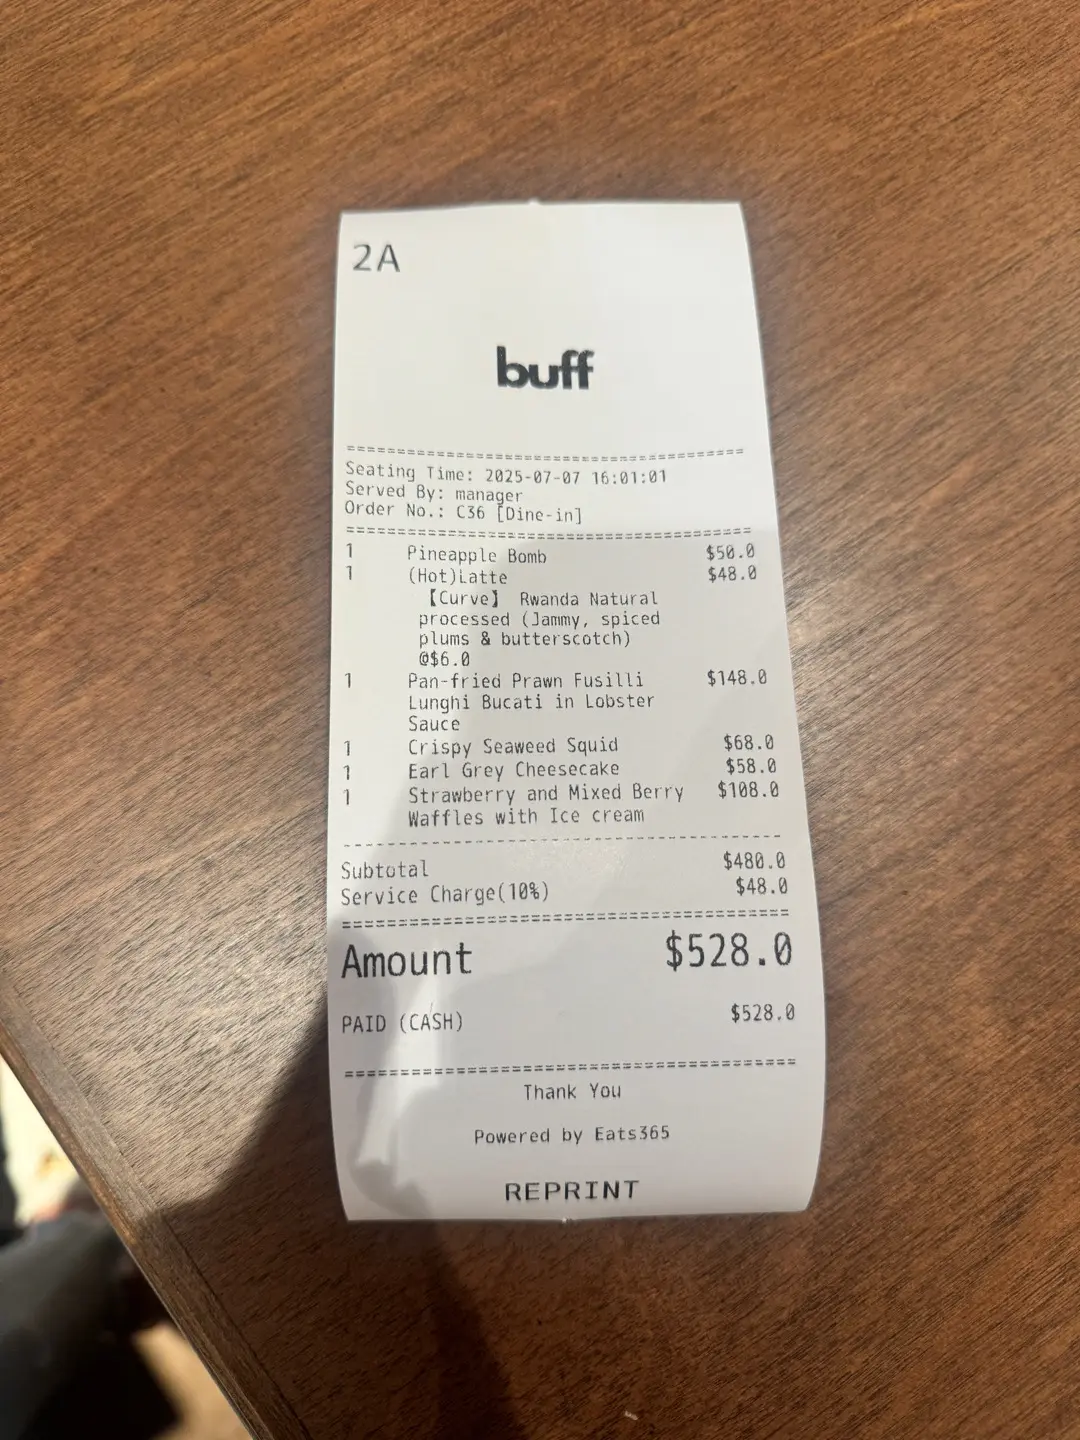 2A
buff
========================================
Seating Time: 2025-07-07 16:01:01
Served By: manager
Order No.: C36 [Dine-in]
========================================
1 Pineapple Bomb $50.0
1 (Hot)Latte $48.0
【Curve】 Rwanda Natural
processed (Jammy, spiced
plums & butterscotch)
@$6.0
1 Pan-fried Prawn Fusilli $148.0
Lunghi Bucati in Lobster
Sauce
1 Crispy Seaweed Squid $68.0
1 Earl Grey Cheesecake $58.0
1 Strawberry and Mixed Berry $108.0
Waffles with Ice cream
----------------------------------------
Subtotal $480.0
Service Charge(10%) $48.0
========================================
Amount $528.0
PAID (CASH) $528.0
========================================
Thank You
Powered by Eats365
REPRINT